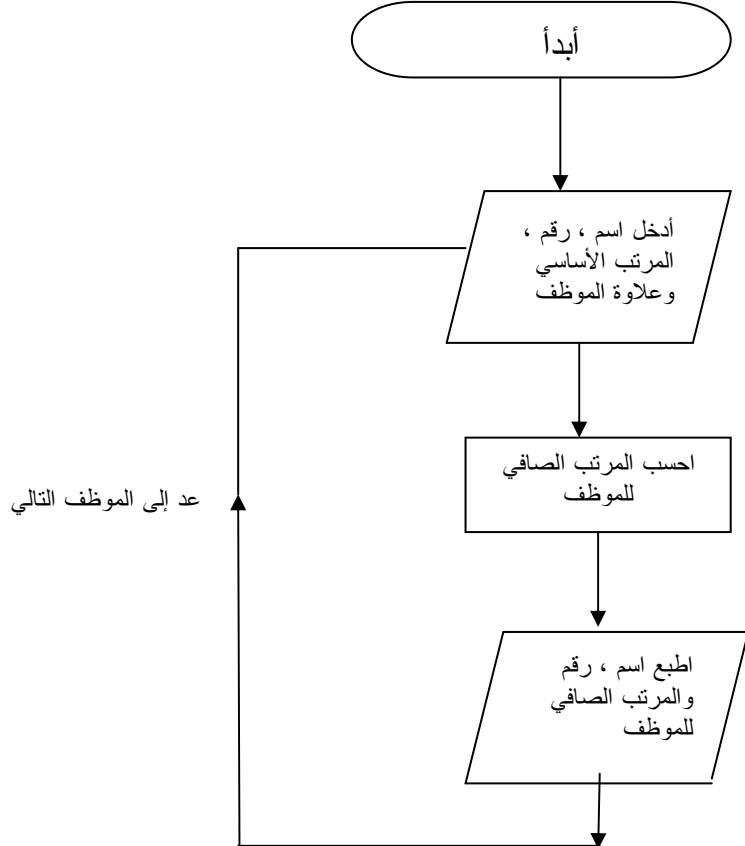 أبدأ
أدخل اسم ، رقم ،
المرتب الأساسي
وعلاوة الموظف
احسب المرتب الصافي
للموظف
عد إلى الموظف التالي
اطبع اسم ، رقم
والمرتب الصافي
للموظف